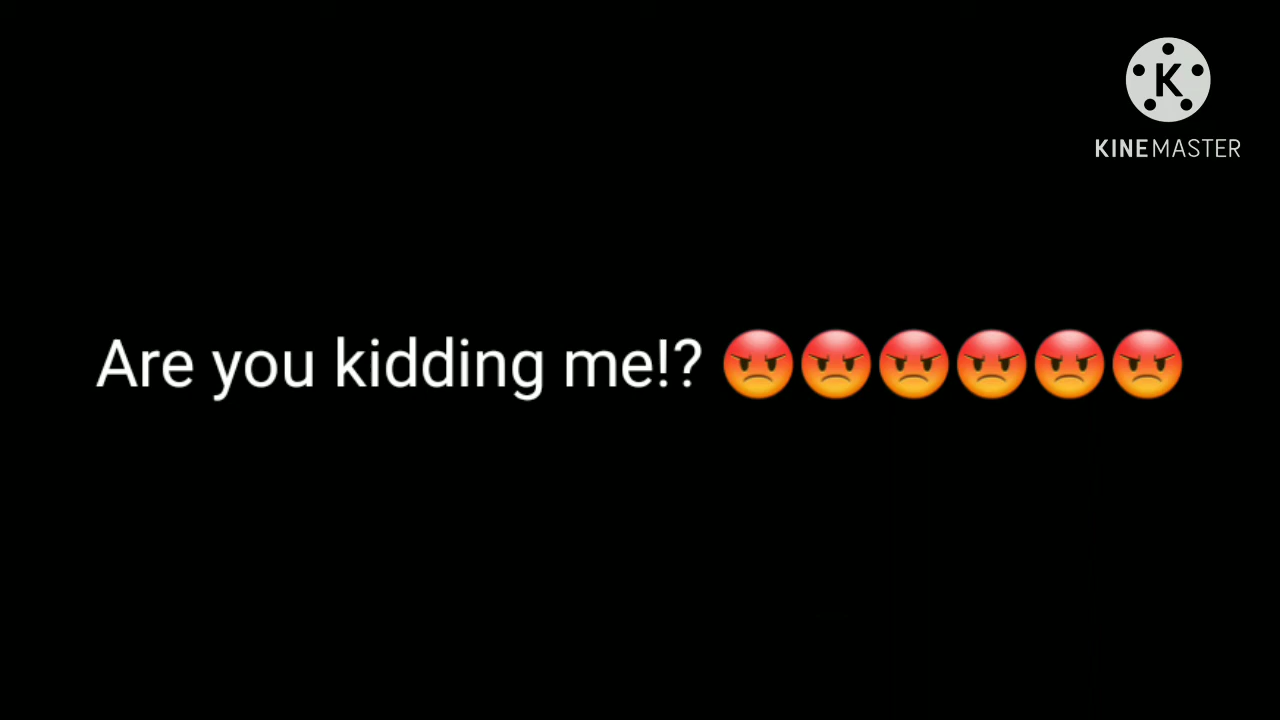 K
KINEMASTER
Are you kidding me!? 😡😡😡😡😡😡